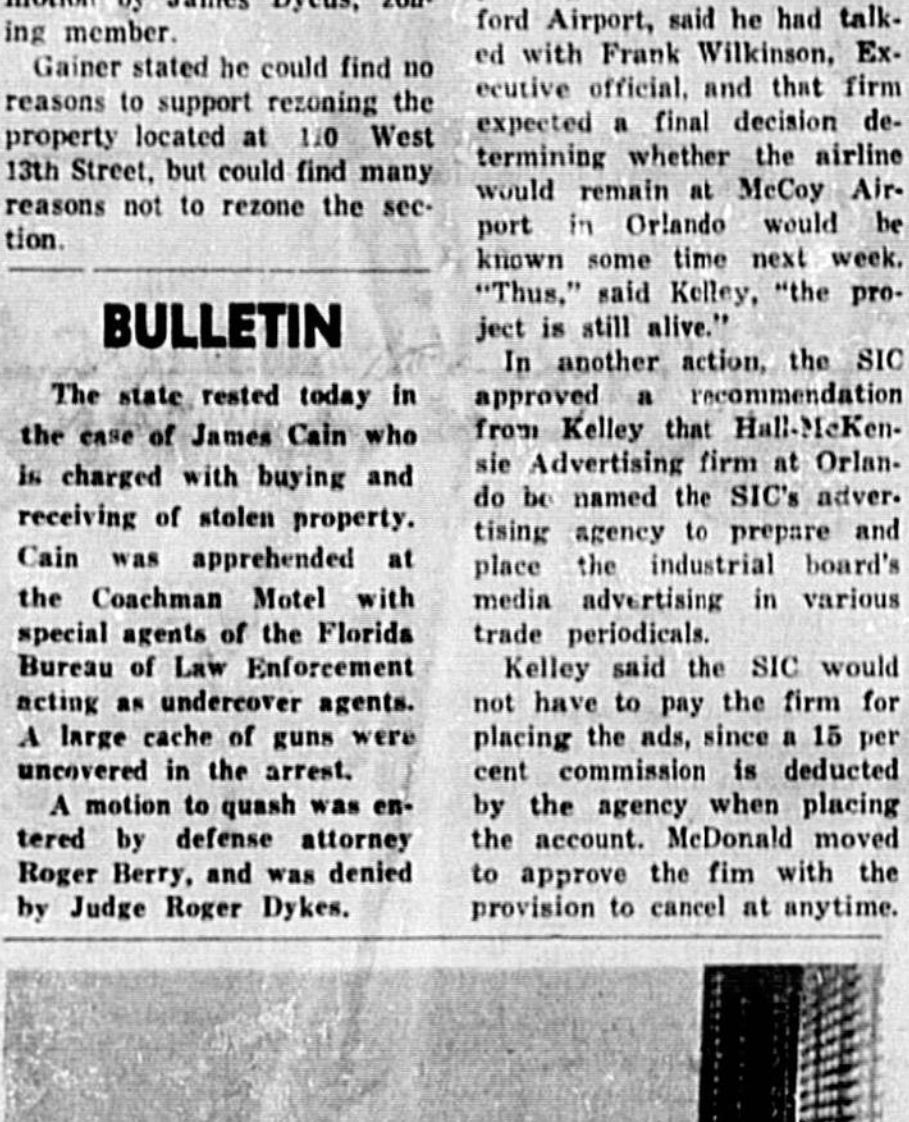 motion by James Dycus, zon-
ing member.
Gainer stated he could find no
reasons to support rezoning the
property located at West
13th Street, but could find many
reasons not to rezone the sec-
tion.
BULLETIN
The state rested today in
the case of James Cain who
is charged with buying and
receiving of stolen property.
Cain was apprehended at
the Coachman Motel with
special agents of the Florida
Bureau of Law Enforcement
acting as undercover agents.
A large cache of guns were
uncovered in the arrest.
A motion to quash was en-
tered by defense attorney
Roger Berry, and was denied
by Judge Roger Dykes.
ford Airport, said he had talk-
ed with Frank Wilkinson, Ex-
ecutive official, and that firm
expected a final decision de-
termining whether the airline
would remain at McCoy Air-
port in Orlando would be
known some time next week.
"Thus," said Kelley, "the pro-
ject is still alive."
In another action, the SIC
approved a recommendation
from Kelley that Hall-McKen-
sie Advertising firm at Orlan-
do be named the SIC's adver-
tising agency to prepare and
place the industrial board's
media advertising in various
trade periodicals.
Kelley said the SIC would
not have to pay the firm for
placing the ads, since a 15 per
cent commission is deducted
by the agency when placing
the account. McDonald moved
to approve the fim with the
provision to cancel at anytime.